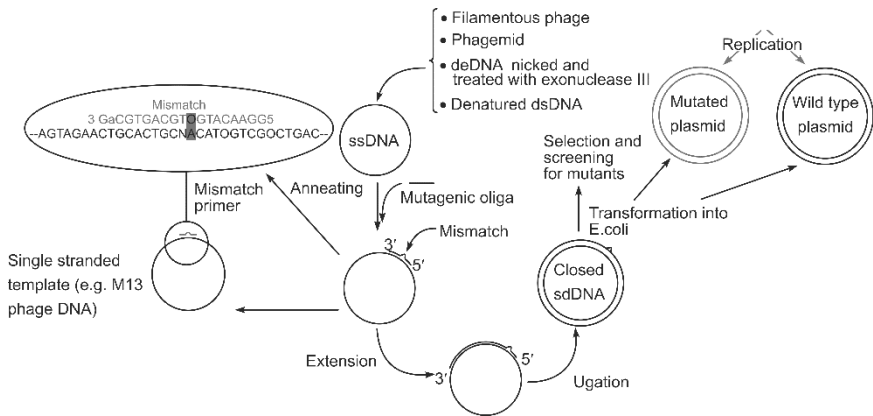 • Filamentous phage
• Phagemid
• deDNA nicked and
treated with exonuclease III
• Denatured dsDNA
Replication
Mutated
plasmid
Wild type
plasmid
Mismatch
3 GaCGTGACGTOGTACAAGG5
--AGTAGAACTGCACTGCNACATOGTCGOCTGAC--
ssDNA
Selection and
screening
for mutants
Mismatch
primer
Anneating
Mutagenic oliga
Transformation into
E.coli
3′
Mismatch
5′
Single stranded
template (e.g. M13
phage DNA)
Closed
sdDNA
Extension
3′
5′
Ugation